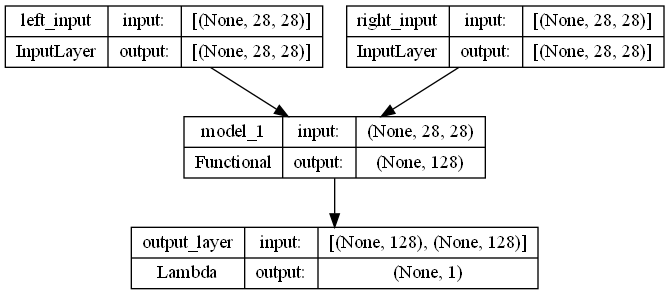 left_input input: [(None, 28, 28)]
InputLayer output: [(None, 28, 28)]
right_input input: [(None, 28, 28)]
InputLayer output: [(None, 28, 28)]
model_1 input: (None, 28, 28)
Functional output: (None, 128)
output_layer input: [(None, 128), (None, 128)]
Lambda output: (None, 1)